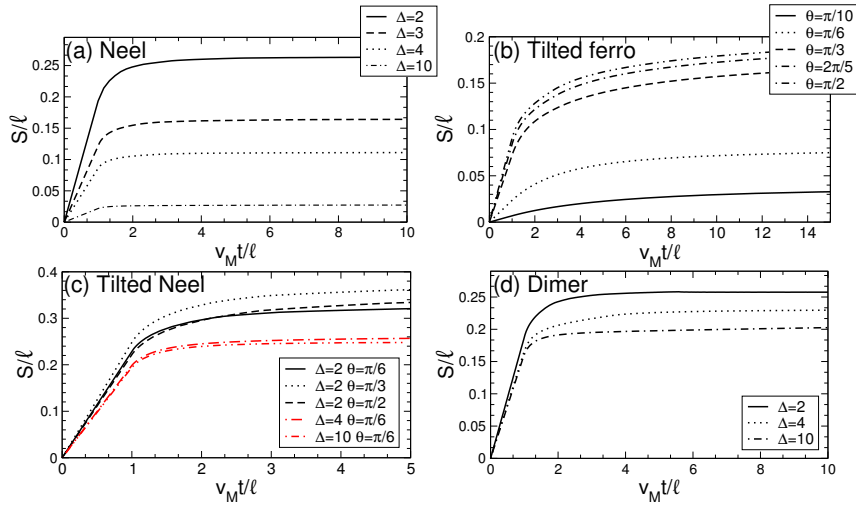 (a) Neel
Δ=2
Δ=3
Δ=4
Δ=10
0.25
0.2
0.15
0.1
0.05
0
S/ℓ
0 2 4 6 8 10
v_M t/ℓ
(b) Tilted ferro
θ=π/10
θ=π/6
θ=π/3
θ=2π/5
θ=π/2
0.2
0.15
0.1
0.05
0
S/ℓ
0 2 4 6 8 10 12 14
v_M t/ℓ
(c) Tilted Neel
0.4
0.3
0.2
0.1
0
S/ℓ
Δ=2 θ=π/6
Δ=2 θ=π/3
Δ=2 θ=π/2
Δ=4 θ=π/6
Δ=10 θ=π/6
0 1 2 3 4 5
v_M t/ℓ
(d) Dimer
0.25
0.2
0.15
0.1
0.05
0
S/ℓ
Δ=2
Δ=4
Δ=10
0 2 4 6 8 10
v_M t/ℓ